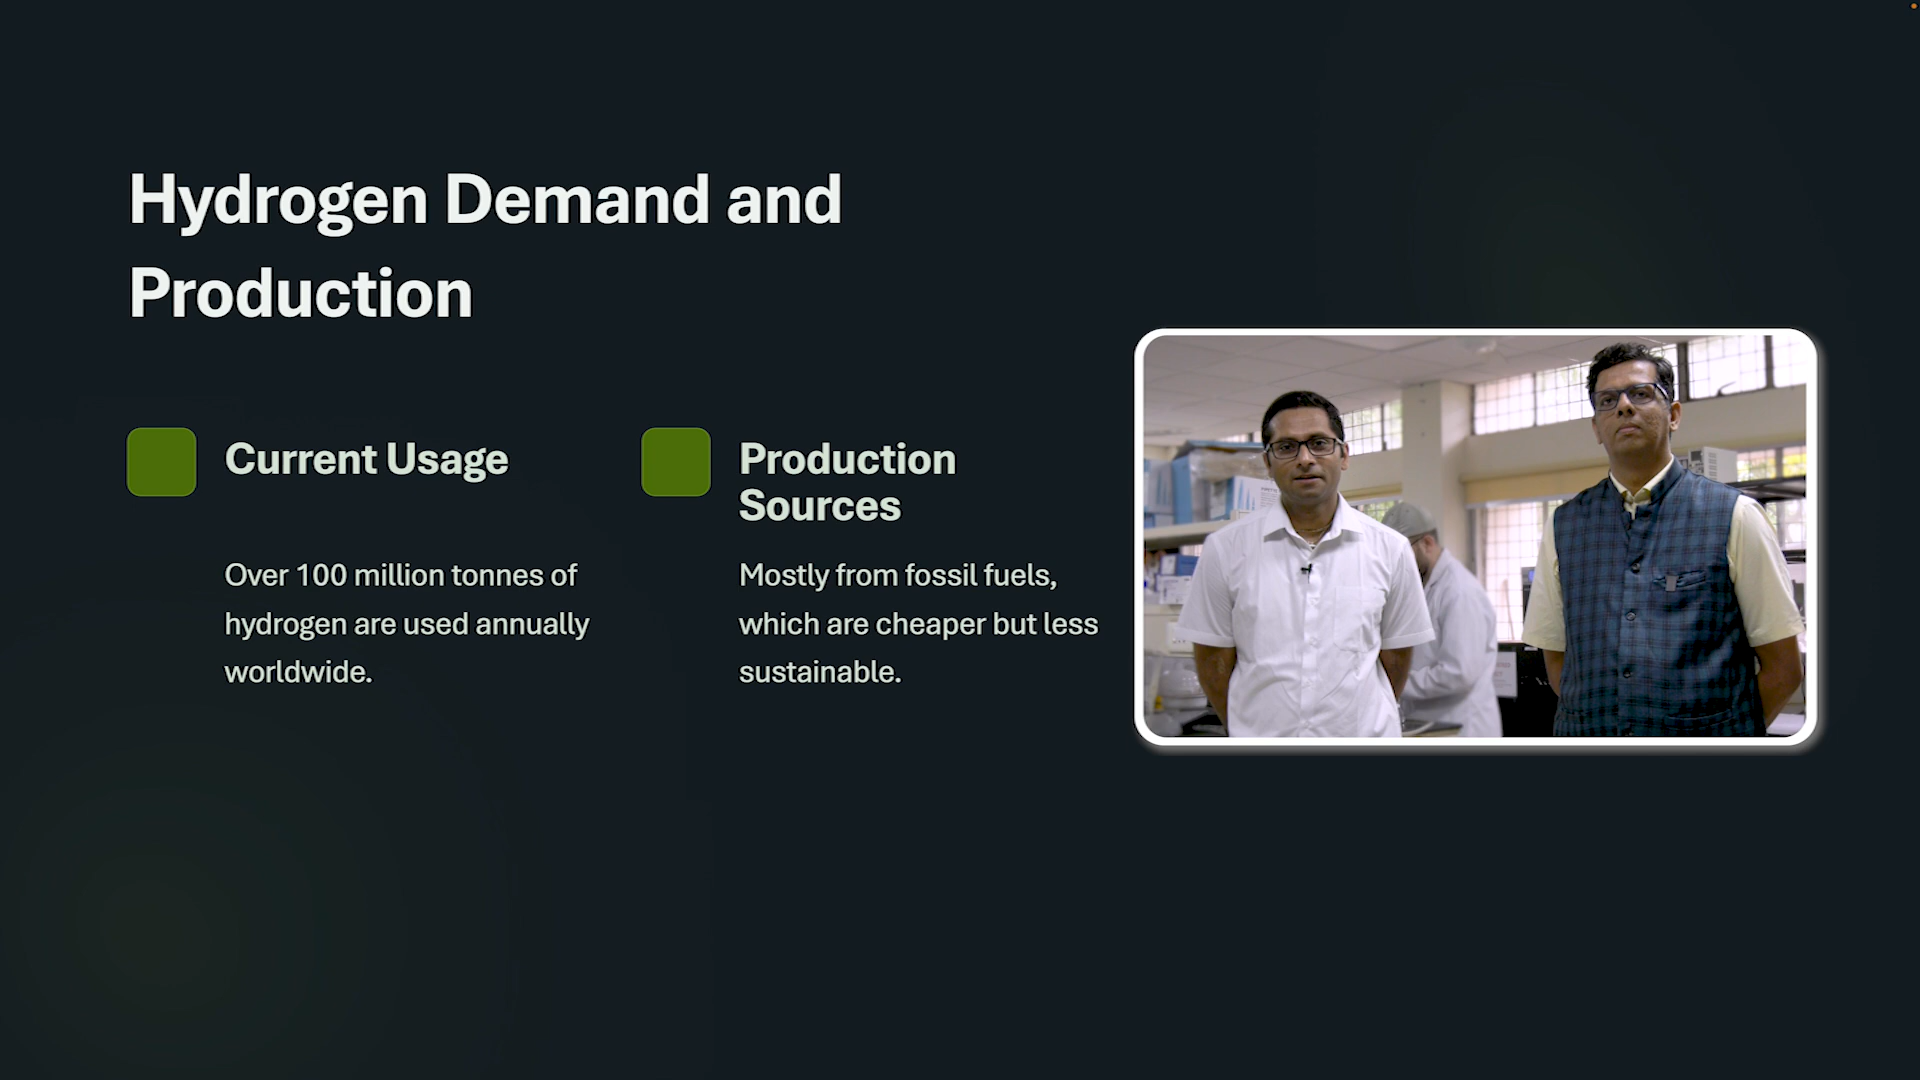 Hydrogen Demand and
Production
Current Usage
Over 100 million tonnes of
hydrogen are used annually
worldwide.
Production
Sources
Mostly from fossil fuels,
which are cheaper but less
sustainable.